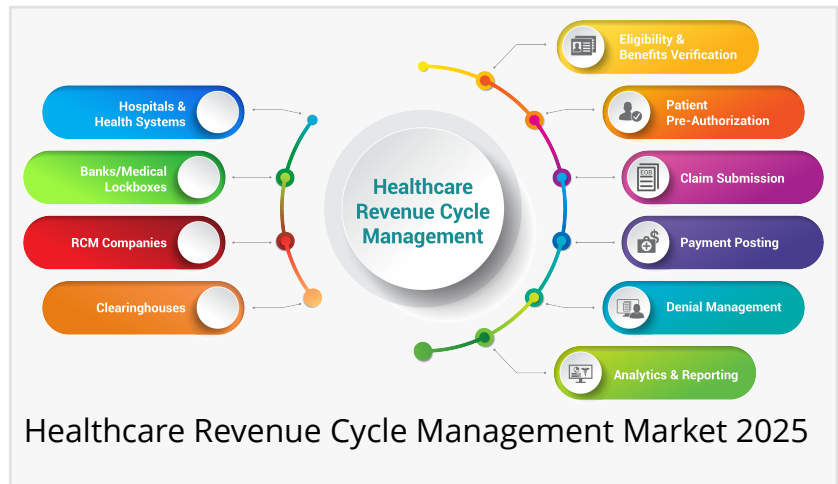 Hospitals &
Health Systems
Banks/Medical
Lockboxes
RCM Companies
Clearinghouses
Healthcare
Revenue Cycle
Management
Eligibility &
Benefits Verification
Patient
Pre-Authorization
EOB
Claim Submission
Payment Posting
Denial Management
Analytics & Reporting
Healthcare Revenue Cycle Management Market 2025